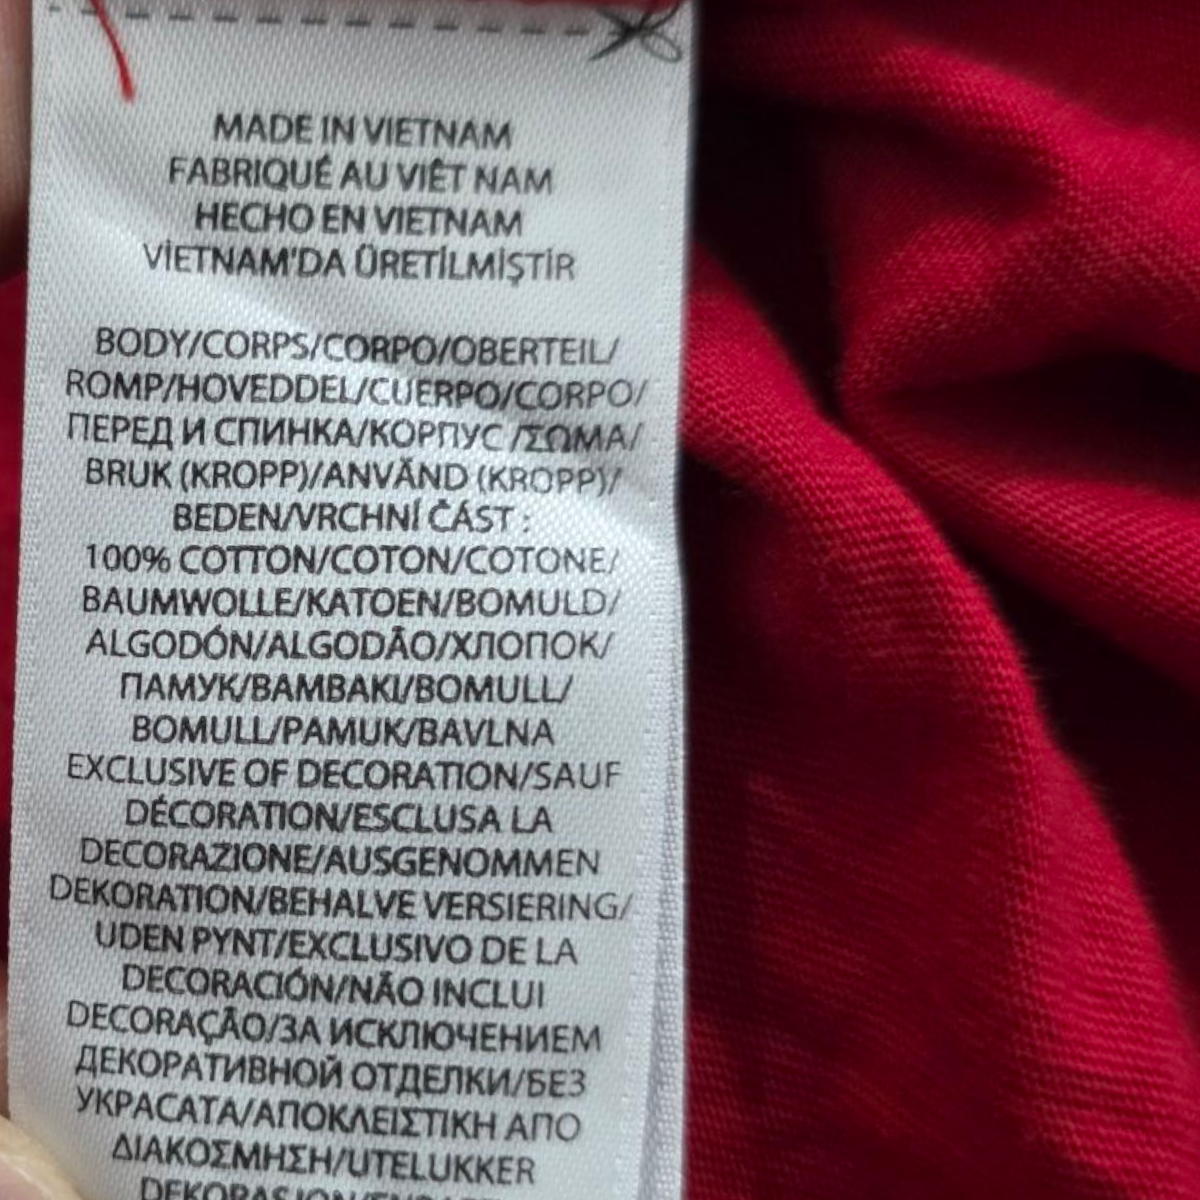 MADE IN VIETNAM
FABRIQUÉ AU VIÊT NAM
HECHO EN VIETNAM
VİETNAM'DA ÜRETİLMİŞTİR
BODY/CORPS/CORPO/OBERTEIL/
ROMP/HOVEDDEL/CUERPO/CORPO/
ПЕРЕД И СПИНКА/КОРПУС /ΣΩΜΑ/
BRUK (KROPP)/ANVÄND (KROPP)/
BEDEN/VRCHNÍ ČÁST :
100% COTTON/COTON/COTONE/
BAUMWOLLE/KATOEN/BOMULD/
ALGODÓN/ALGODÃO/ХЛОПОК/
ПАМУК/ΒΑΜΒΑΚΙ/BOMULL/
BOMULL/PAMUK/BAVLNA
EXCLUSIVE OF DECORATION/SAUF
DÉCORATION/ESCLUSA LA
DECORAZIONE/AUSGENOMMEN
DEKORATION/BEHALVE VERSIERING/
UDEN PYNT/EXCLUSIVO DE LA
DECORACIÓN/NÃO INCLUI
DECORAÇÃO/ЗА ИСКЛЮЧЕНИЕМ
ДЕКОРАТИВНОЙ ОТДЕЛКИ/БЕЗ
УКРАСАТА/ΑΠΟΚΛΕΙΣΤΙΚΗ ΑΠΟ
ΔΙΑΚΟΣΜΗΣΗ/UTELUKKER